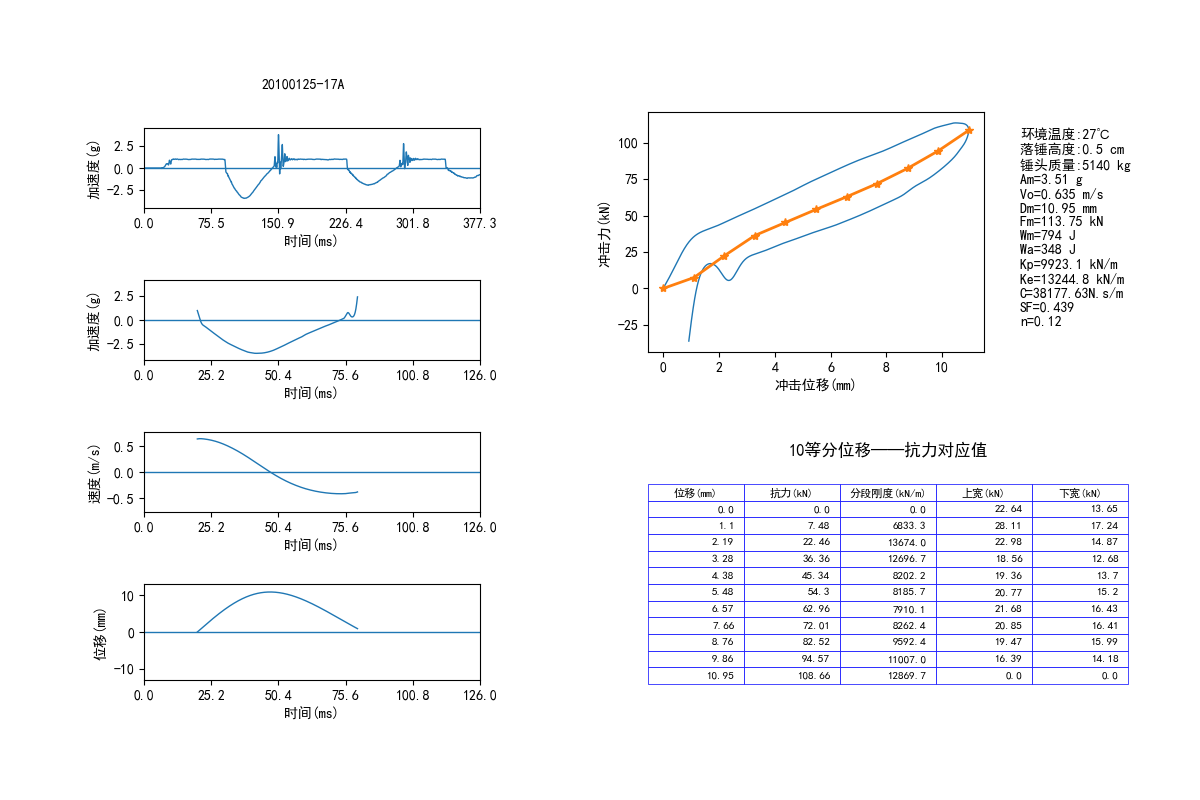 20100125-17A
加速度(g)
2.5
0.0
-2.5
0.0 75.5 150.9 226.4 301.8 377.3
时间(ms)
加速度(g)
2.5
0.0
-2.5
0.0 25.2 50.4 75.6 100.8 126.0
时间(ms)
速度(m/s)
0.5
0.0
-0.5
0.0 25.2 50.4 75.6 100.8 126.0
时间(ms)
位移(mm)
10
0
-10
0.0 25.2 50.4 75.6 100.8 126.0
时间(ms)
冲击力(kN)
100
75
50
25
0
-25
0 2 4 6 8 10
冲击位移(mm)
环境温度:27℃
落锤高度:0.5 cm
锤头质量:5140 kg
Am=3.51 g
Vo=0.635 m/s
Dm=10.95 mm
Fm=113.75 kN
Wm=794 J
Wa=348 J
Kp=9923.1 kN/m
Ke=13244.8 kN/m
C=38177.63N.s/m
SF=0.439
n=0.12
10等分位移——抗力对应值
位移(mm) 抗力(kN) 分段刚度(kN/m) 上宽(kN) 下宽(kN)
0.0 0.0 0.0 22.64 13.65
1.1 7.48 6833.3 28.11 17.24
2.19 22.46 13674.0 22.98 14.87
3.28 36.36 12696.7 18.56 12.68
4.38 45.34 8202.2 19.36 13.7
5.48 54.3 8185.7 20.77 15.2
6.57 62.96 7910.1 21.68 16.43
7.66 72.01 8262.4 20.85 16.41
8.76 82.52 9592.4 19.47 15.99
9.86 94.57 11007.0 16.39 14.18
10.95 108.66 12869.7 0.0 0.0